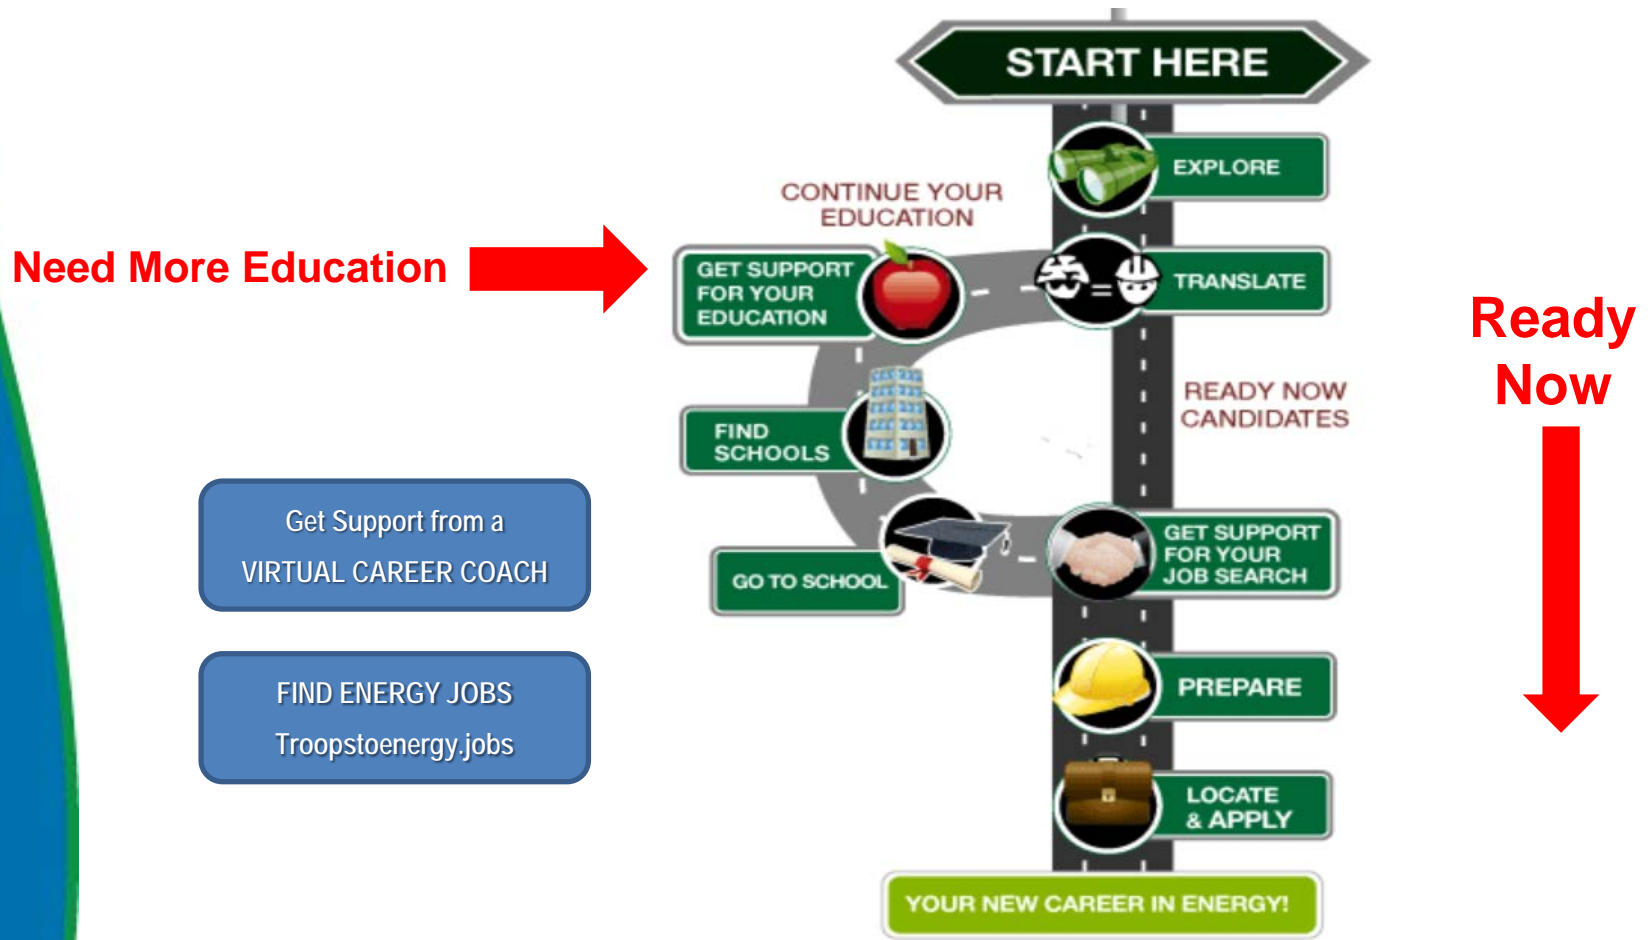 START HERE
EXPLORE
CONTINUE YOUR
EDUCATION
Need More Education
GET SUPPORT
FOR YOUR
EDUCATION
=
TRANSLATE
Ready
Now
READY NOW
CANDIDATES
FIND
SCHOOLS
Get Support from a
VIRTUAL CAREER COACH
GO TO SCHOOL
GET SUPPORT
FOR YOUR
JOB SEARCH
FIND ENERGY JOBS
Troopstoenergy.jobs
PREPARE
LOCATE
& APPLY
YOUR NEW CAREER IN ENERGY!